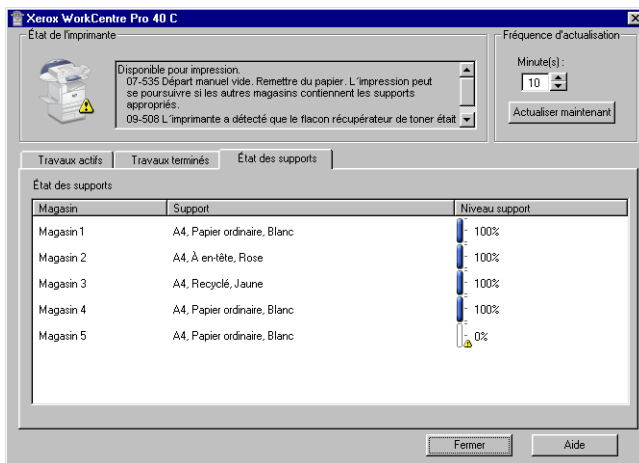 Xerox WorkCentre Pro 40 C
État de l'imprimante
Disponible pour impression.
07-535 Départ manuel vide. Remettre du papier. L´impression peut
se poursuivre si les autres magasins contiennent les supports
appropriés.
09-508 L´imprimante a détecté que le flacon récupérateur de toner était
Fréquence d'actualisation
Minute(s) :
10
Actualiser maintenant
Travaux actifs
Travaux terminés
État des supports
État des supports
Magasin
Support
Niveau support
Magasin 1
A4, Papier ordinaire, Blanc
100%
Magasin 2
A4, À en-tête, Rose
100%
Magasin 3
A4, Recyclé, Jaune
100%
Magasin 4
A4, Papier ordinaire, Blanc
100%
Magasin 5
A4, Papier ordinaire, Blanc
0%
Fermer
Aide